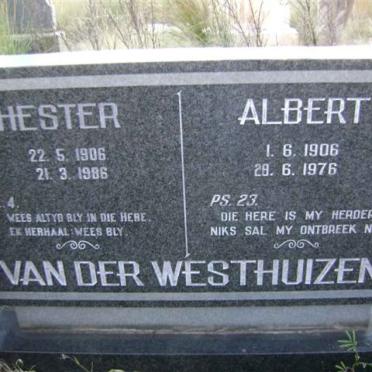 HESTER
22. 5. 1906
21. 3. 1986
. 4.
WEES ALTYD BLY IN DIE HERE.
EK HERHAAL: WEES BLY.
ALBERT
1. 6. 1906
29. 6. 1976
PS. 23.
DIE HERE IS MY HERDER
NIKS SAL MY ONTBREEK N
VAN DER WESTHUIZEN